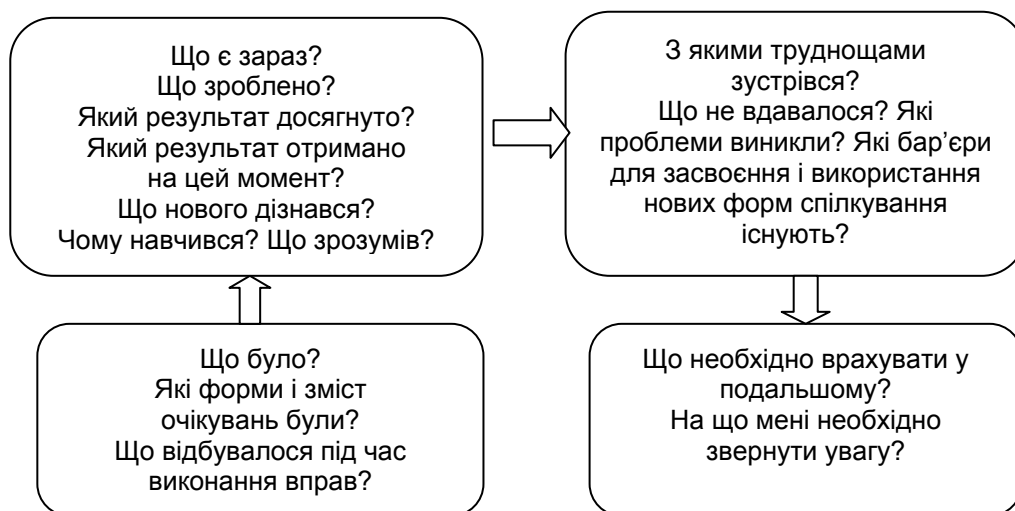 Що є зараз?
Що зроблено?
Який результат досягнуто?
Який результат отримано
на цей момент?
Що нового дізнався?
Чому навчився? Що зрозумів?
З якими труднощами
зустрівся?
Що не вдавалося? Які
проблеми виникли? Які бар’єри
для засвоєння і використання
нових форм спілкування
існують?
Що було?
Які форми і зміст
очікувань були?
Що відбувалося під час
виконання вправ?
Що необхідно врахувати у
подальшому?
На що мені необхідно
звернути увагу?